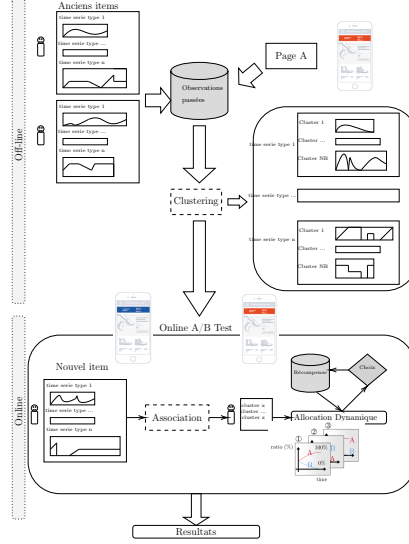 Anciens items
time serie type 1
time serie type ...
time serie type n
time serie type 1
time serie type ...
time serie type n
Off-line
Observations
passées
Page A
Clustering
time serie type 1
Cluster 1
Cluster ...
Cluster NB
time serie type ...
time serie type n
Cluster 1
Cluster ...
Cluster NB
Online A/B Test
Online
Nouvel item
time serie type 1
time serie type ...
time serie type n
Association
cluster n
cluster ...
cluster n
Récompense
Choix
Allocation Dynamique
ratio (%)
①
②
③
100%
0%
A
B
A
A
B
time
Resultats